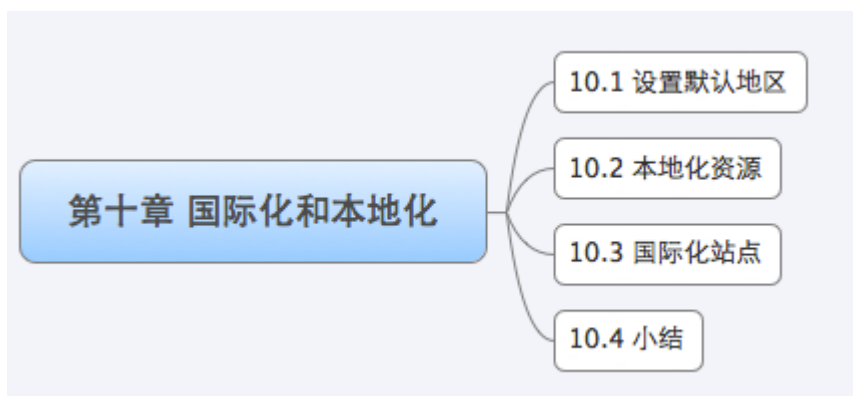 第十章 国际化和本地化
10.1 设置默认地区
10.2 本地化资源
10.3 国际化站点
10.4 小结